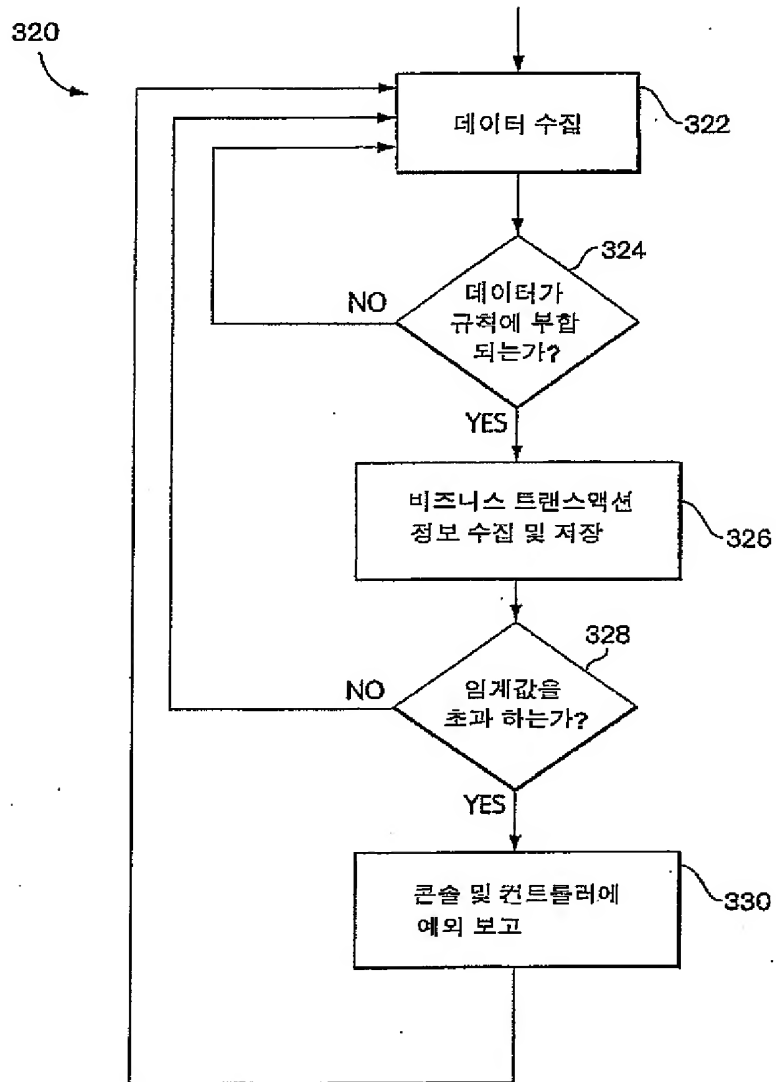 320
데이터 수집
322
324
데이터가
규칙에 부합
되는가?
NO
YES
비즈니스 트랜스액션
정보 수집 및 저장
326
328
임계값을
초과 하는가?
NO
YES
콘솔 및 컨트롤러에
예외 보고
330